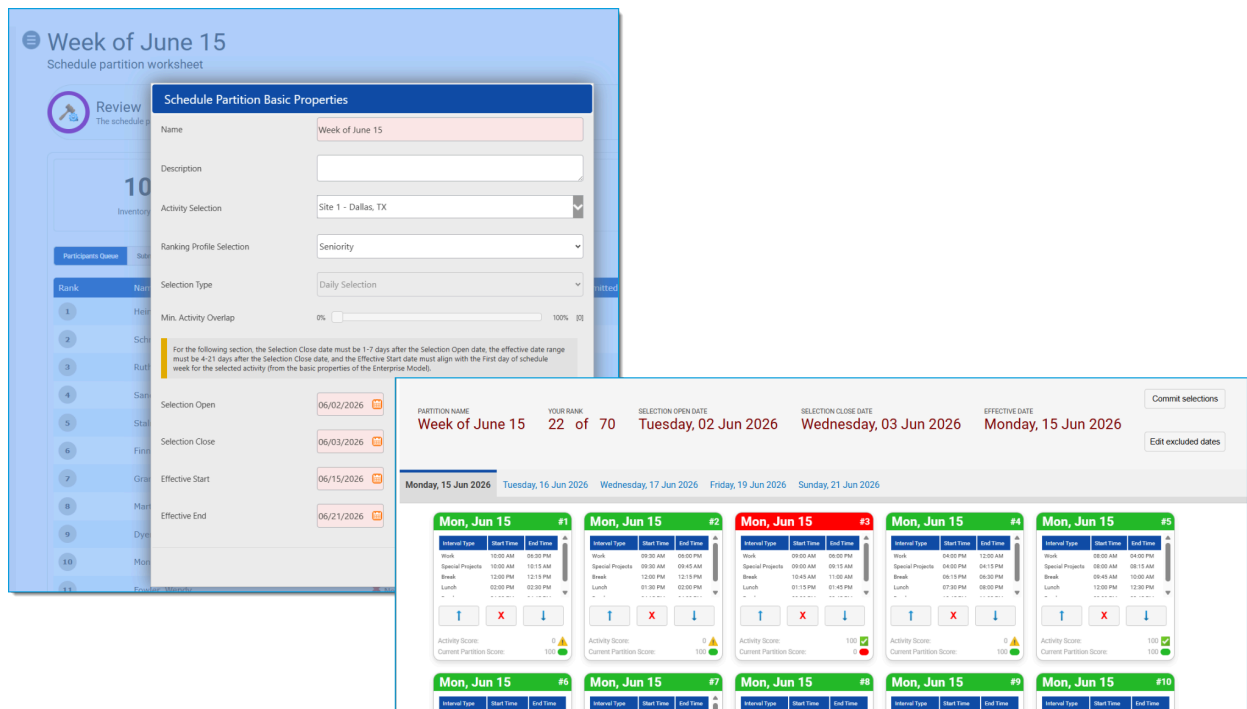 Week of June 15
Schedule partition worksheet
Review
The schedule p
10
Inventory
Participants Queue
Rank
Nam
mitted
1
Hein
2
Sch
3
Rut
4
San
5
Stal
6
Finn
7
Gra
8
Mar
9
Dye
10
Mon
11
Fowler, Wendy
Schedule Partition Basic Properties
Name
Week of June 15
Description
Activity Selection
Site 1 - Dallas, TX
Ranking Profile Selection
Seniority
Selection Type
Daily Selection
Min. Activity Overlap
0%
100% [0]
For the following section, the Selection Close date must be 1-7 days after the Selection Open date, the effective date range
must be 4-21 days after the Selection Close date, and the Effective Start date must align with the First day of schedule
week for the selected activity (from the basic properties of the Enterprise Model).
Selection Open
06/02/2026
Selection Close
06/03/2026
Effective Start
06/15/2026
Effective End
06/21/2026
PARTITION NAME YOUR RANK SELECTION OPEN DATE SELECTION CLOSE DATE EFFECTIVE DATE
Week of June 15 22 of 70 Tuesday, 02 Jun 2026 Wednesday, 03 Jun 2026 Monday, 15 Jun 2026
Commit selections
Edit excluded dates
Monday, 15 Jun 2026 Tuesday, 16 Jun 2026 Wednesday, 17 Jun 2026 Friday, 19 Jun 2026 Sunday, 21 Jun 2026
Mon, Jun 15 #1
Interval Type Start Time End Time
Work 10:00 AM 06:30 PM
Special Projects 10:00 AM 10:15 AM
Break 12:00 PM 12:15 PM
Lunch 02:00 PM 02:30 PM
X
Activity Score: 0
Current Partition Score: 100
Mon, Jun 15 #2
Interval Type Start Time End Time
Work 09:30 AM 06:00 PM
Special Projects 09:30 AM 09:45 AM
Break 12:00 PM 12:15 PM
Lunch 01:30 PM 02:00 PM
X
Activity Score: 0
Current Partition Score: 100
Mon, Jun 15 #3
Interval Type Start Time End Time
Work 09:00 AM 06:00 PM
Special Projects 09:00 AM 09:15 AM
Break 10:45 AM 11:00 AM
Lunch 01:15 PM 01:45 PM
X
Activity Score: 100
Current Partition Score: 0
Mon, Jun 15 #4
Interval Type Start Time End Time
Work 04:00 PM 12:00 AM
Special Projects 04:00 PM 04:15 PM
Break 06:15 PM 06:30 PM
Lunch 07:30 PM 08:00 PM
X
Activity Score: 0
Current Partition Score: 100
Mon, Jun 15 #5
Interval Type Start Time End Time
Work 08:00 AM 04:00 PM
Special Projects 08:00 AM 08:15 AM
Break 09:45 AM 10:00 AM
Lunch 12:00 PM 12:30 PM
X
Activity Score: 100
Current Partition Score: 100
Mon, Jun 15 #6
Interval Type Start Time End Time
Mon, Jun 15 #7
Interval Type Start Time End Time
Mon, Jun 15 #8
Interval Type Start Time End Time
Mon, Jun 15 #9
Interval Type Start Time End Time
Mon, Jun 15 #10
Interval Type Start Time End Time